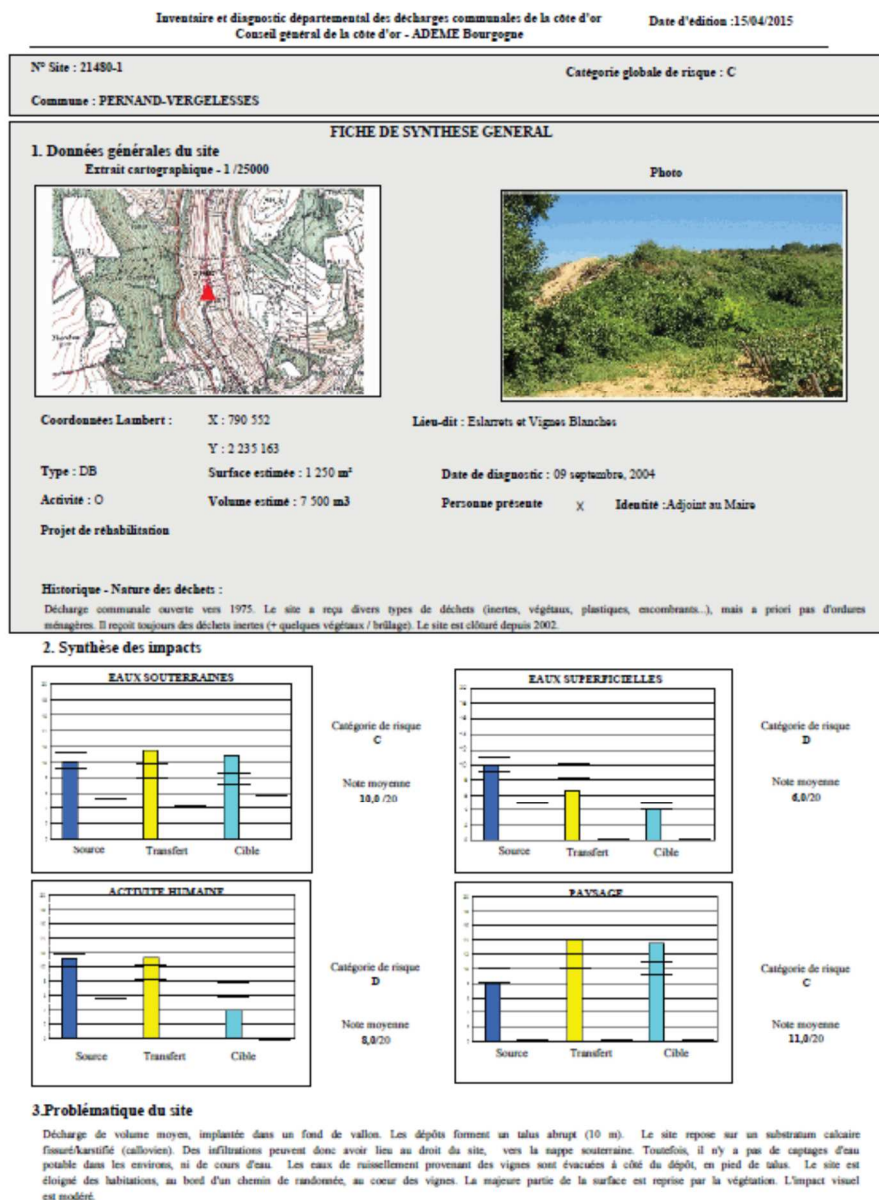 Inventaire et diagnostic départemental des décharges communales de la côte d'or
Conseil général de la côte d'or - ADEME Bourgogne
Date d'édition :15/04/2015
N° Site : 21480-1
Catégorie globale de risque : C
Commune : PERNAND-VERGELESSES
FICHE DE SYNTHESE GENERAL
1. Données générales du site
Extrait cartographique - 1 /25000
Photo
Coordonnées Lambert :
X : 790 552
Lieu-dit : Eslarrets et Vignes Blanches
Y : 2 235 163
Type : DB
Surface estimée : 1 250 m²
Date de diagnostic : 09 septembre, 2004
Activité : O
Volume estimé : 7 500 m3
Personne présente X Identité :Adjoint au Maire
Projet de réhabilitation
Historique - Nature des déchets :
Décharge communale ouverte vers 1975. Le site a reçu divers types de déchets (inertes, végétaux, plastiques, encombrants...), mais a priori pas d'ordures
ménagères. Il reçoit toujours des déchets inertes (+ quelques végétaux / brûlage). Le site est clôturé depuis 2002.
2. Synthèse des impacts
EAUX SOUTERRAINES
Source Transfert Cible
Catégorie de risque
C
Note moyenne
10,0 /20
EAUX SUPERFICIELLES
Source Transfert Cible
Catégorie de risque
D
Note moyenne
6,0/20
ACTIVITE HUMAINE
Source Transfert Cible
Catégorie de risque
D
Note moyenne
8,0/20
PAYSAGE
Source Transfert Cible
Catégorie de risque
C
Note moyenne
11,0/20
3.Problématique du site
Décharge de volume moyen, implantée dans un fond de vallon. Les dépôts forment un talus abrupt (10 m). Le site repose sur un substratum calcaire
fissuré/karstifié (callovien). Des infiltrations peuvent donc avoir lieu au droit du site, vers la nappe souterraine. Toutefois, il n'y a pas de captages d'eau
potable dans les environs, ni de cours d'eau. Les eaux de ruissellement provenant des vignes sont évacuées à côté du dépôt, en pied de talus. Le site est
éloigné des habitations, au bord d'un chemin de randonnée, au coeur des vignes. La majeure partie de la surface est reprise par la végétation. L'impact visuel
est modéré.